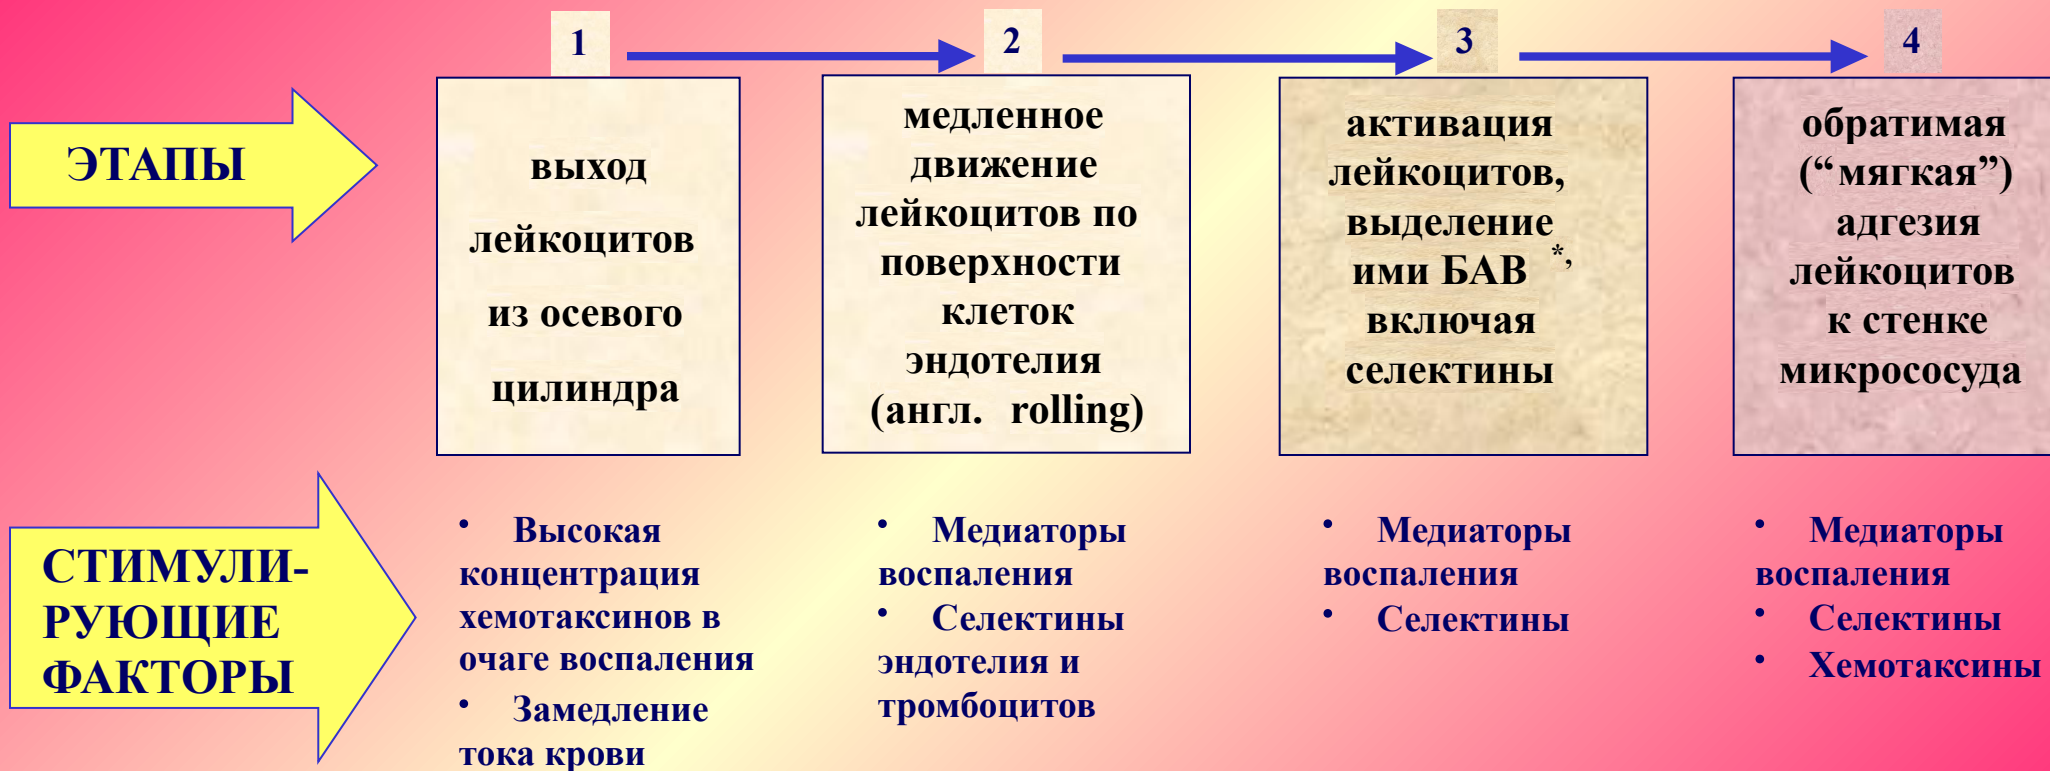 1
2
3
4
ЭТАПЫ
выход
лейкоцитов
из осевого
цилиндра
медленное
движение
лейкоцитов по
поверхности
клеток
эндотелия
(англ. rolling)
активация
лейкоцитов,
выделение
ими БАВ *,
включая
селектины
обратимая
(“мягкая”)
адгезия
лейкоцитов
к стенке
микрососуда
СТИМУЛИ-
РУЮЩИЕ
ФАКТОРЫ
• Высокая
концентрация
хемотаксинов в
очаге воспаления
• Замедление
тока крови
• Медиаторы
воспаления
• Селектины
эндотелия и
тромбоцитов
• Медиаторы
воспаления
• Селектины
• Медиаторы
воспаления
• Селектины
• Хемотаксины